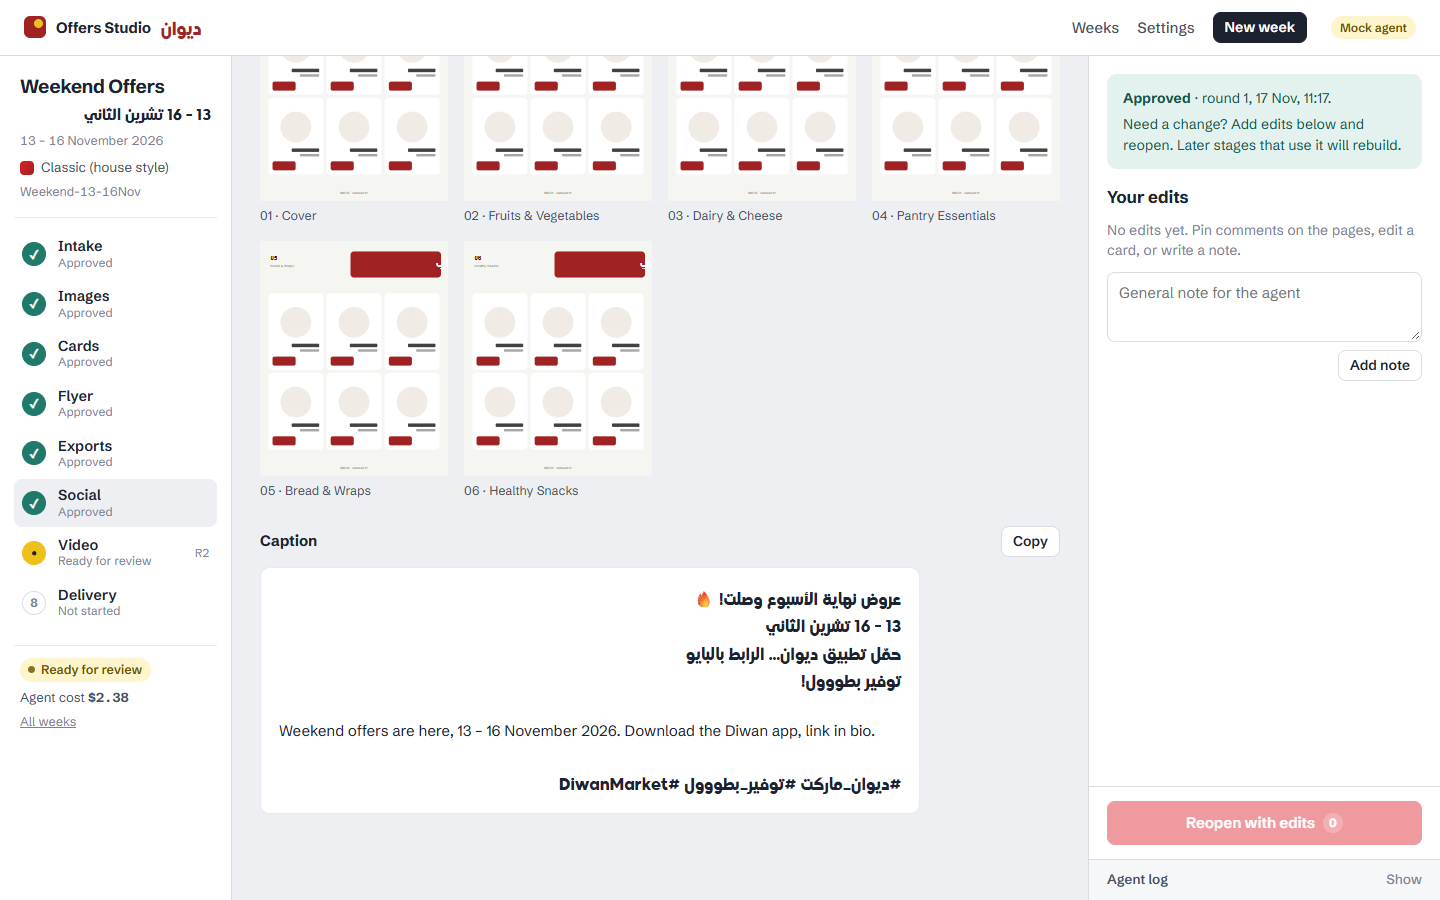 Offers Studio ديوان
Weeks
Settings
New week
Mock agent
Weekend Offers
13 - 16 تشرين الثاني
13 – 16 November 2026
Classic (house style)
Weekend-13-16Nov
Intake
Approved
Images
Approved
Cards
Approved
Flyer
Approved
Exports
Approved
Social
Approved
Video
Ready for review
R2
8
Delivery
Not started
Ready for review
Agent cost $2.38
All weeks
01 · Cover
02 · Fruits & Vegetables
03 · Dairy & Cheese
04 · Pantry Essentials
05
06
05 · Bread & Wraps
06 · Healthy Snacks
Caption
Copy
عروض نهاية الأسبوع وصلت! 🔥
13 - 16 تشرين الثاني
حمّل تطبيق ديوان... الرابط بالبايو
توفير بطووول!
Weekend offers are here, 13 – 16 November 2026. Download the Diwan app, link in bio.
#ديوان_ماركت #توفير_بطووول #DiwanMarket
Approved · round 1, 17 Nov, 11:17.
Need a change? Add edits below and
reopen. Later stages that use it will rebuild.
Your edits
No edits yet. Pin comments on the pages, edit a
card, or write a note.
General note for the agent
Add note
Reopen with edits 0
Agent log
Show